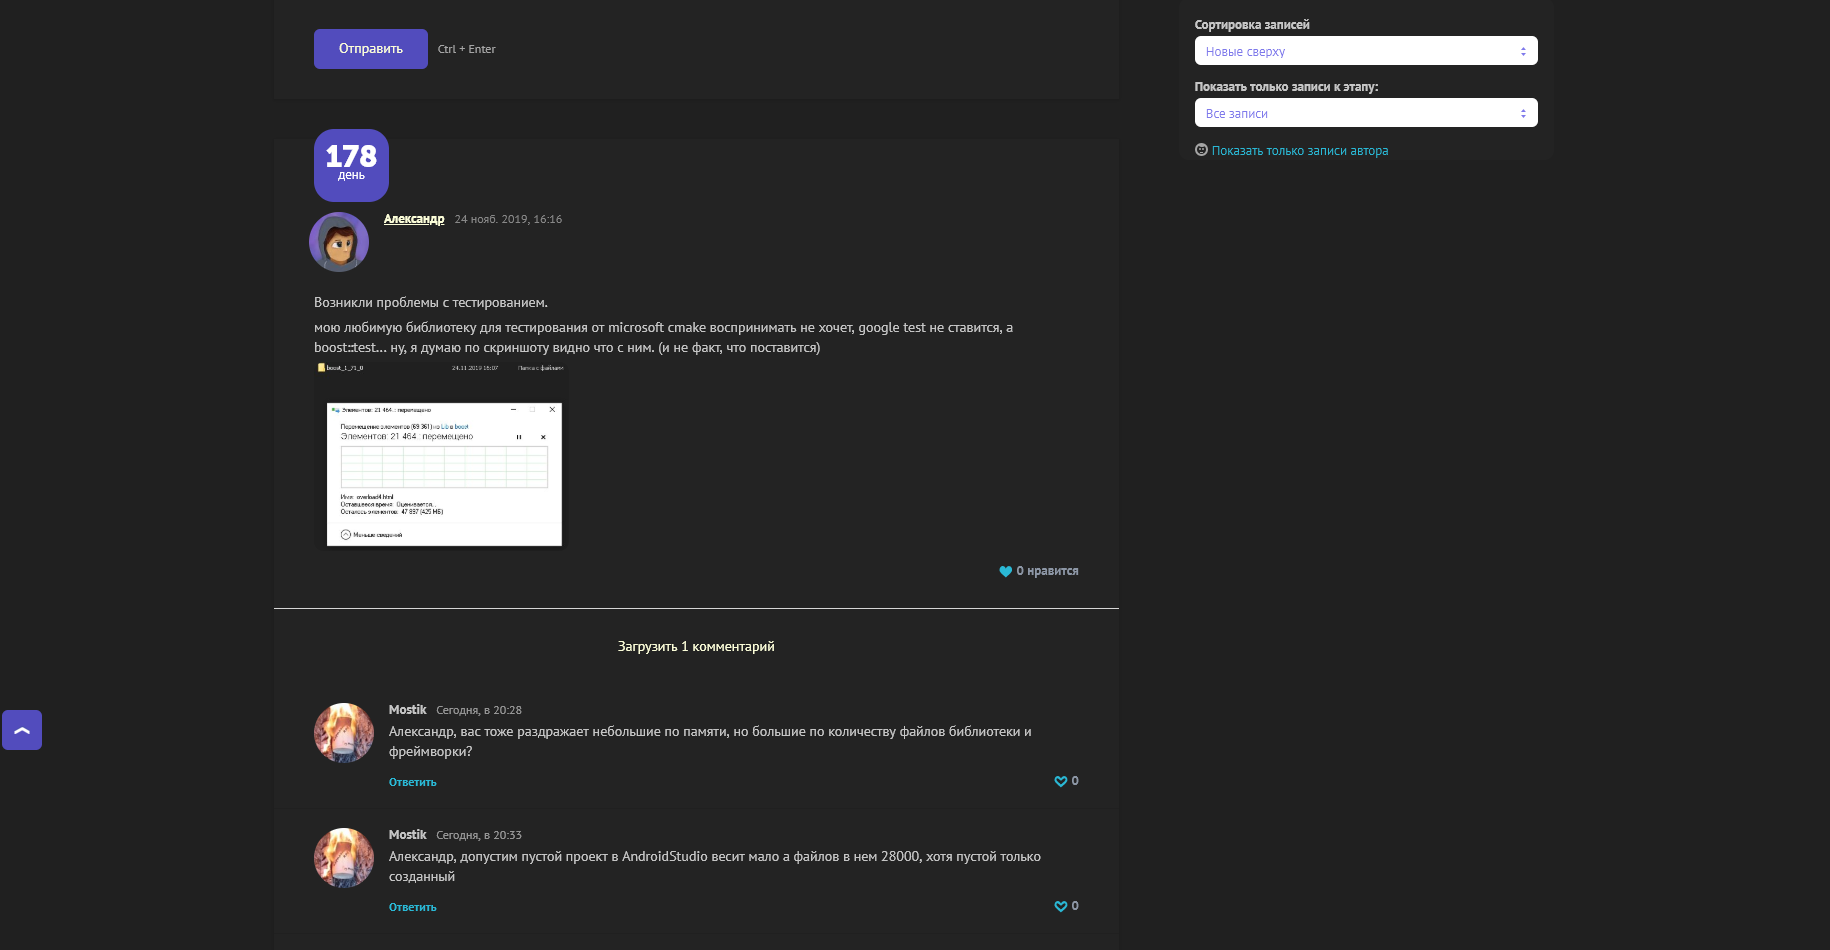 Отправить
Ctrl + Enter
Сортировка записей
Новые сверху
Показать только записи к этапу:
Все записи
Показать только записи автора
178
день
Александр 24 нояб. 2019, 16:16
Возникли проблемы с тестированием.
мою любимую библиотеку для тестирования от microsoft cmake воспринимать не хочет, google test не ставится, а
boost::test... ну, я думаю по скриншоту видно что с ним. (и не факт, что поставится)
boost_1_71_0 24.11.2019 16:07 Папка с файлами
Элементов: 21 464.: перемещено
Перемещение элементов (69 361) из Lib в boost
Элементов: 21 464.: перемещено
Имя: overload4.html
Оставшееся время: Оценивается...
Осталось элементов: 47 897 (425 МБ)
Меньше сведений
0 нравится
Загрузить 1 комментарий
Mostik Сегодня, в 20:28
Александр, вас тоже раздражает небольшие по памяти, но большие по количеству файлов библиотеки и
фреймворки?
Ответить
0
Mostik Сегодня, в 20:33
Александр, допустим пустой проект в AndroidStudio весит мало а файлов в нем 28000, хотя пустой только
созданный
Ответить
0